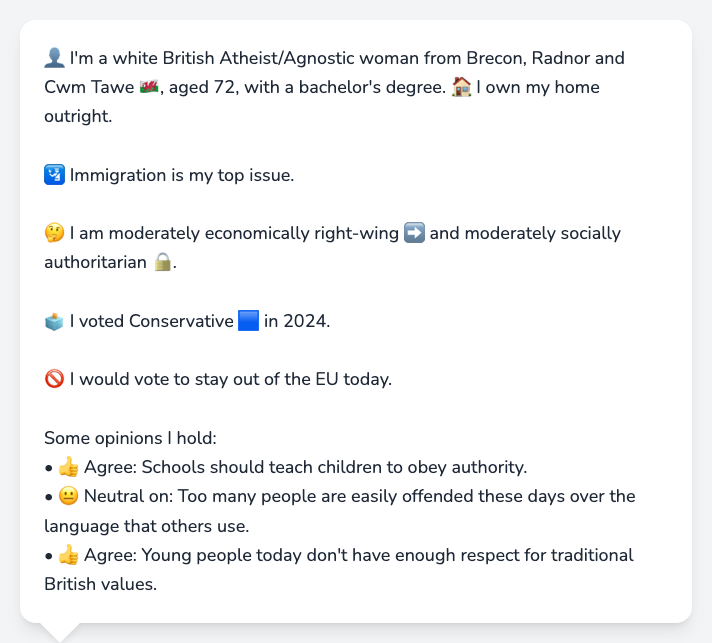 👤 I'm a white British Atheist/Agnostic woman from Brecon, Radnor and
Cwm Tawe 🏴󠁧󠁢󠁷󠁬󠁳󠁿, aged 72, with a bachelor's degree. 🏠 I own my home
outright.
🛂 Immigration is my top issue.
🤔 I am moderately economically right-wing ➡️ and moderately socially
authoritarian 🔒.
🗳️ I voted Conservative 🟦 in 2024.
🚫 I would vote to stay out of the EU today.
Some opinions I hold:
• 👍 Agree: Schools should teach children to obey authority.
• 😐 Neutral on: Too many people are easily offended these days over the
language that others use.
• 👍 Agree: Young people today don't have enough respect for traditional
British values.